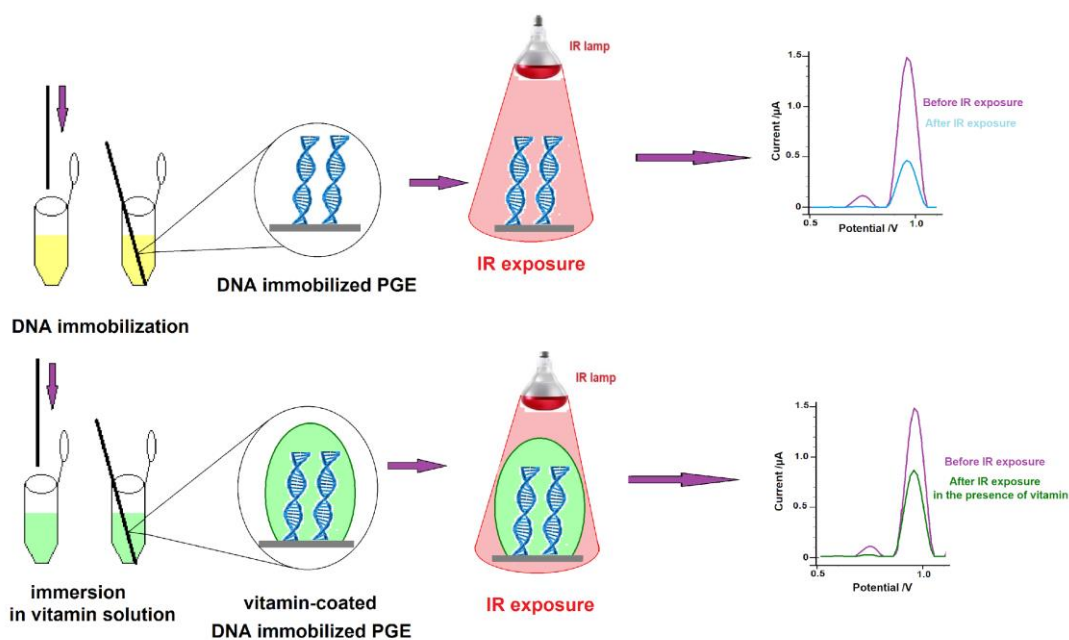 IR lamp
1.5
1.0
0.5
0
Current /µA
Before IR exposure
After IR exposure
0.5
1.0
Potential /V
IR exposure
DNA immobilized PGE
DNA immobilization
IR lamp
1.5
1.0
0.5
0
Current /µA
Before IR exposure
After IR exposure
in the presence of vitamin
0.5
1.0
Potential /V
immersion
in vitamin solution
vitamin-coated
DNA immobilized PGE
IR exposure